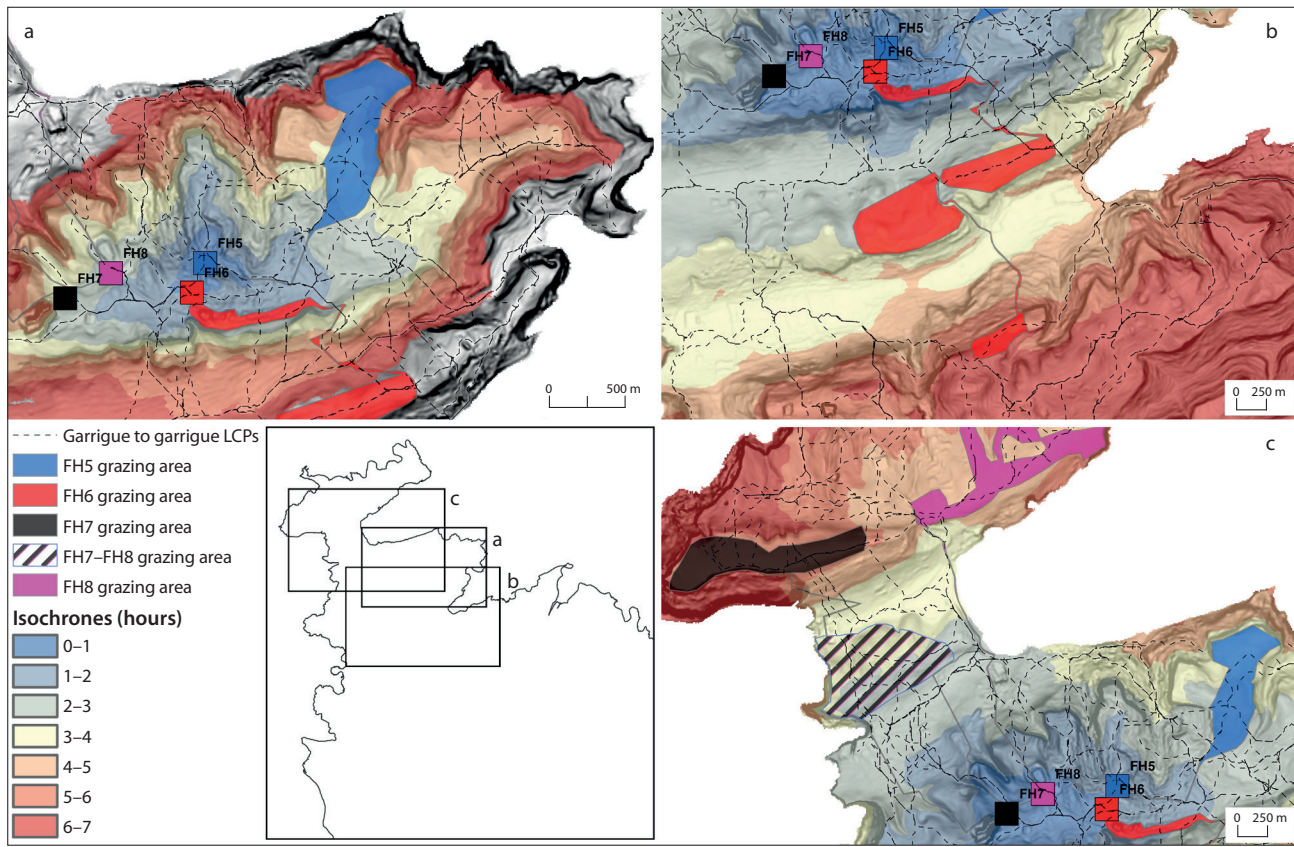 a
FH5
FH8
FH6
FH7
0 500 m
b
FH5
FH8
FH6
FH7
0 250 m
Garrigue to garrigue LCPs
FH5 grazing area
FH6 grazing area
FH7 grazing area
FH7–FH8 grazing area
FH8 grazing area
Isochrones (hours)
0–1
1–2
2–3
3–4
4–5
5–6
6–7
c
a
b
c
FH5
FH8
FH6
FH7
0 250 m